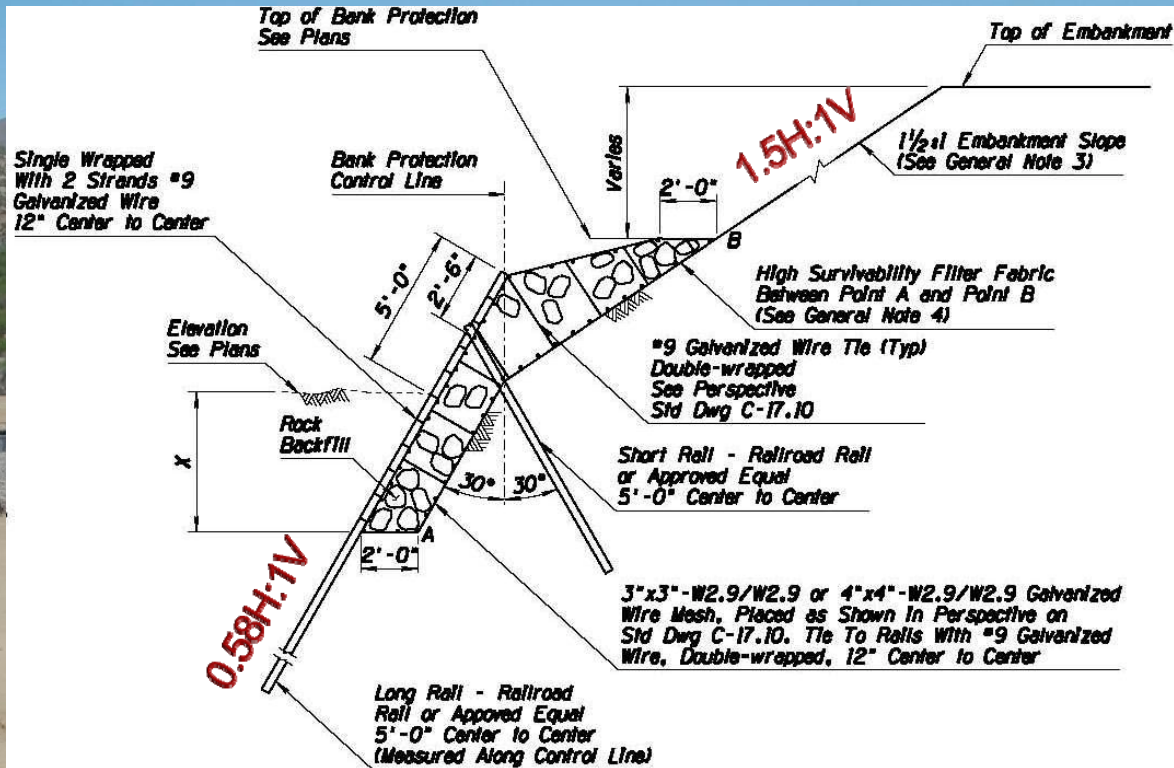 Top of Bank Protection
See Plans
Top of Embankment
Single Wrapped
With 2 Strands #9
Galvanized Wire
12" Center to Center
Bank Protection
Control Line
Varies
1.5H:1V
1½:1 Embankment Slope
(See General Note 3)
2'-0"
B
5'-0"
2'-6"
High Survivability Filter Fabric
Between Point A and Point B
(See General Note 4)
Elevation
See Plans
#9 Galvanized Wire Tie (Typ)
Double-wrapped
See Perspective
Std Dwg C-17.10
Rock
Backfill
X
30° 30°
Short Rail - Railroad Rail
or Approved Equal
5'-0" Center to Center
A
2'-0"
0.58H:1V
3"x3"-W2.9/W2.9 or 4"x4"-W2.9/W2.9 Galvanized
Wire Mesh, Placed as Shown in Perspective on
Std Dwg C-17.10. Tie To Rails With #9 Galvanized
Wire, Double-wrapped, 12" Center to Center
Long Rail - Railroad
Rail or Appoved Equal
5'-0" Center to Center
(Measured Along Control Line)